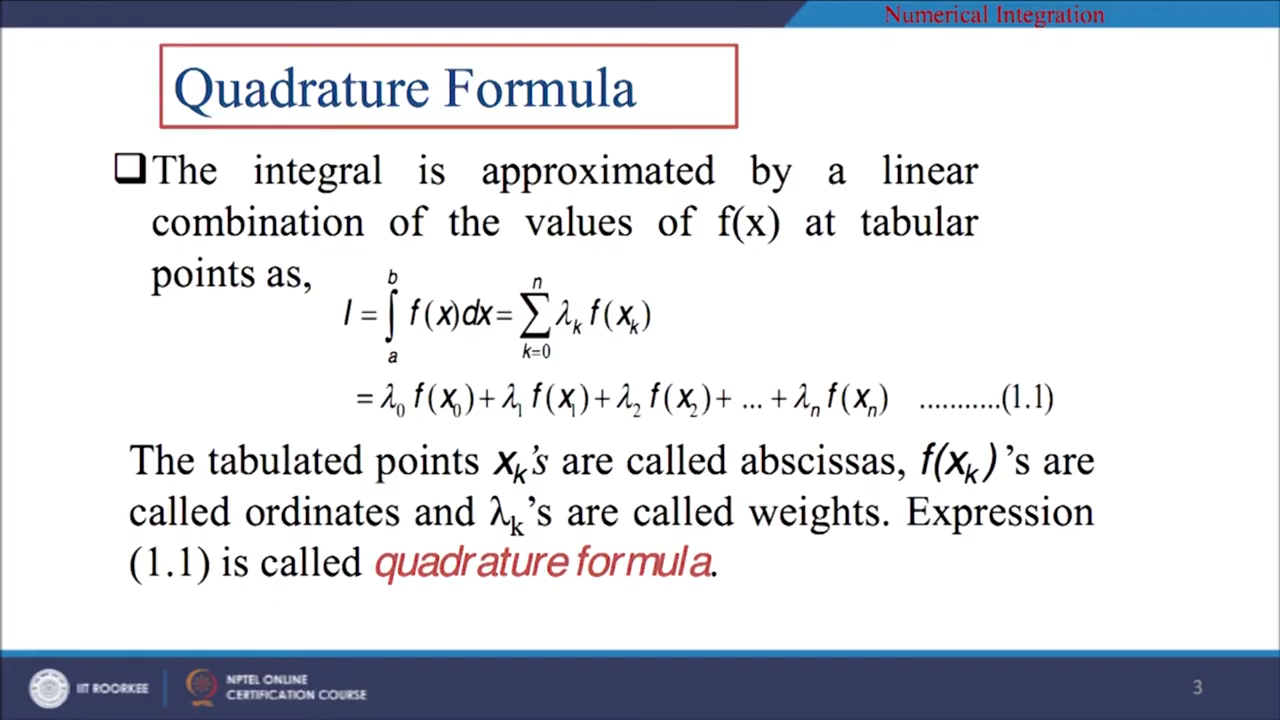 Numerical Integration
Quadrature Formula
❑The integral is approximated by a linear
combination of the values of f(x) at tabular
points as,
I = ∫_a^b f(x)dx = ∑_{k=0}^n λ_k f(x_k)
= λ_0 f(x_0) + λ_1 f(x_1) + λ_2 f(x_2) + ... + λ_n f(x_n) ...........(1.1)
The tabulated points x_k's are called abscissas, f(x_k)'s are
called ordinates and λ_k's are called weights. Expression
(1.1) is called quadrature formula.
IIT ROORKEE
NPTEL ONLINE
CERTIFICATION COURSE
3